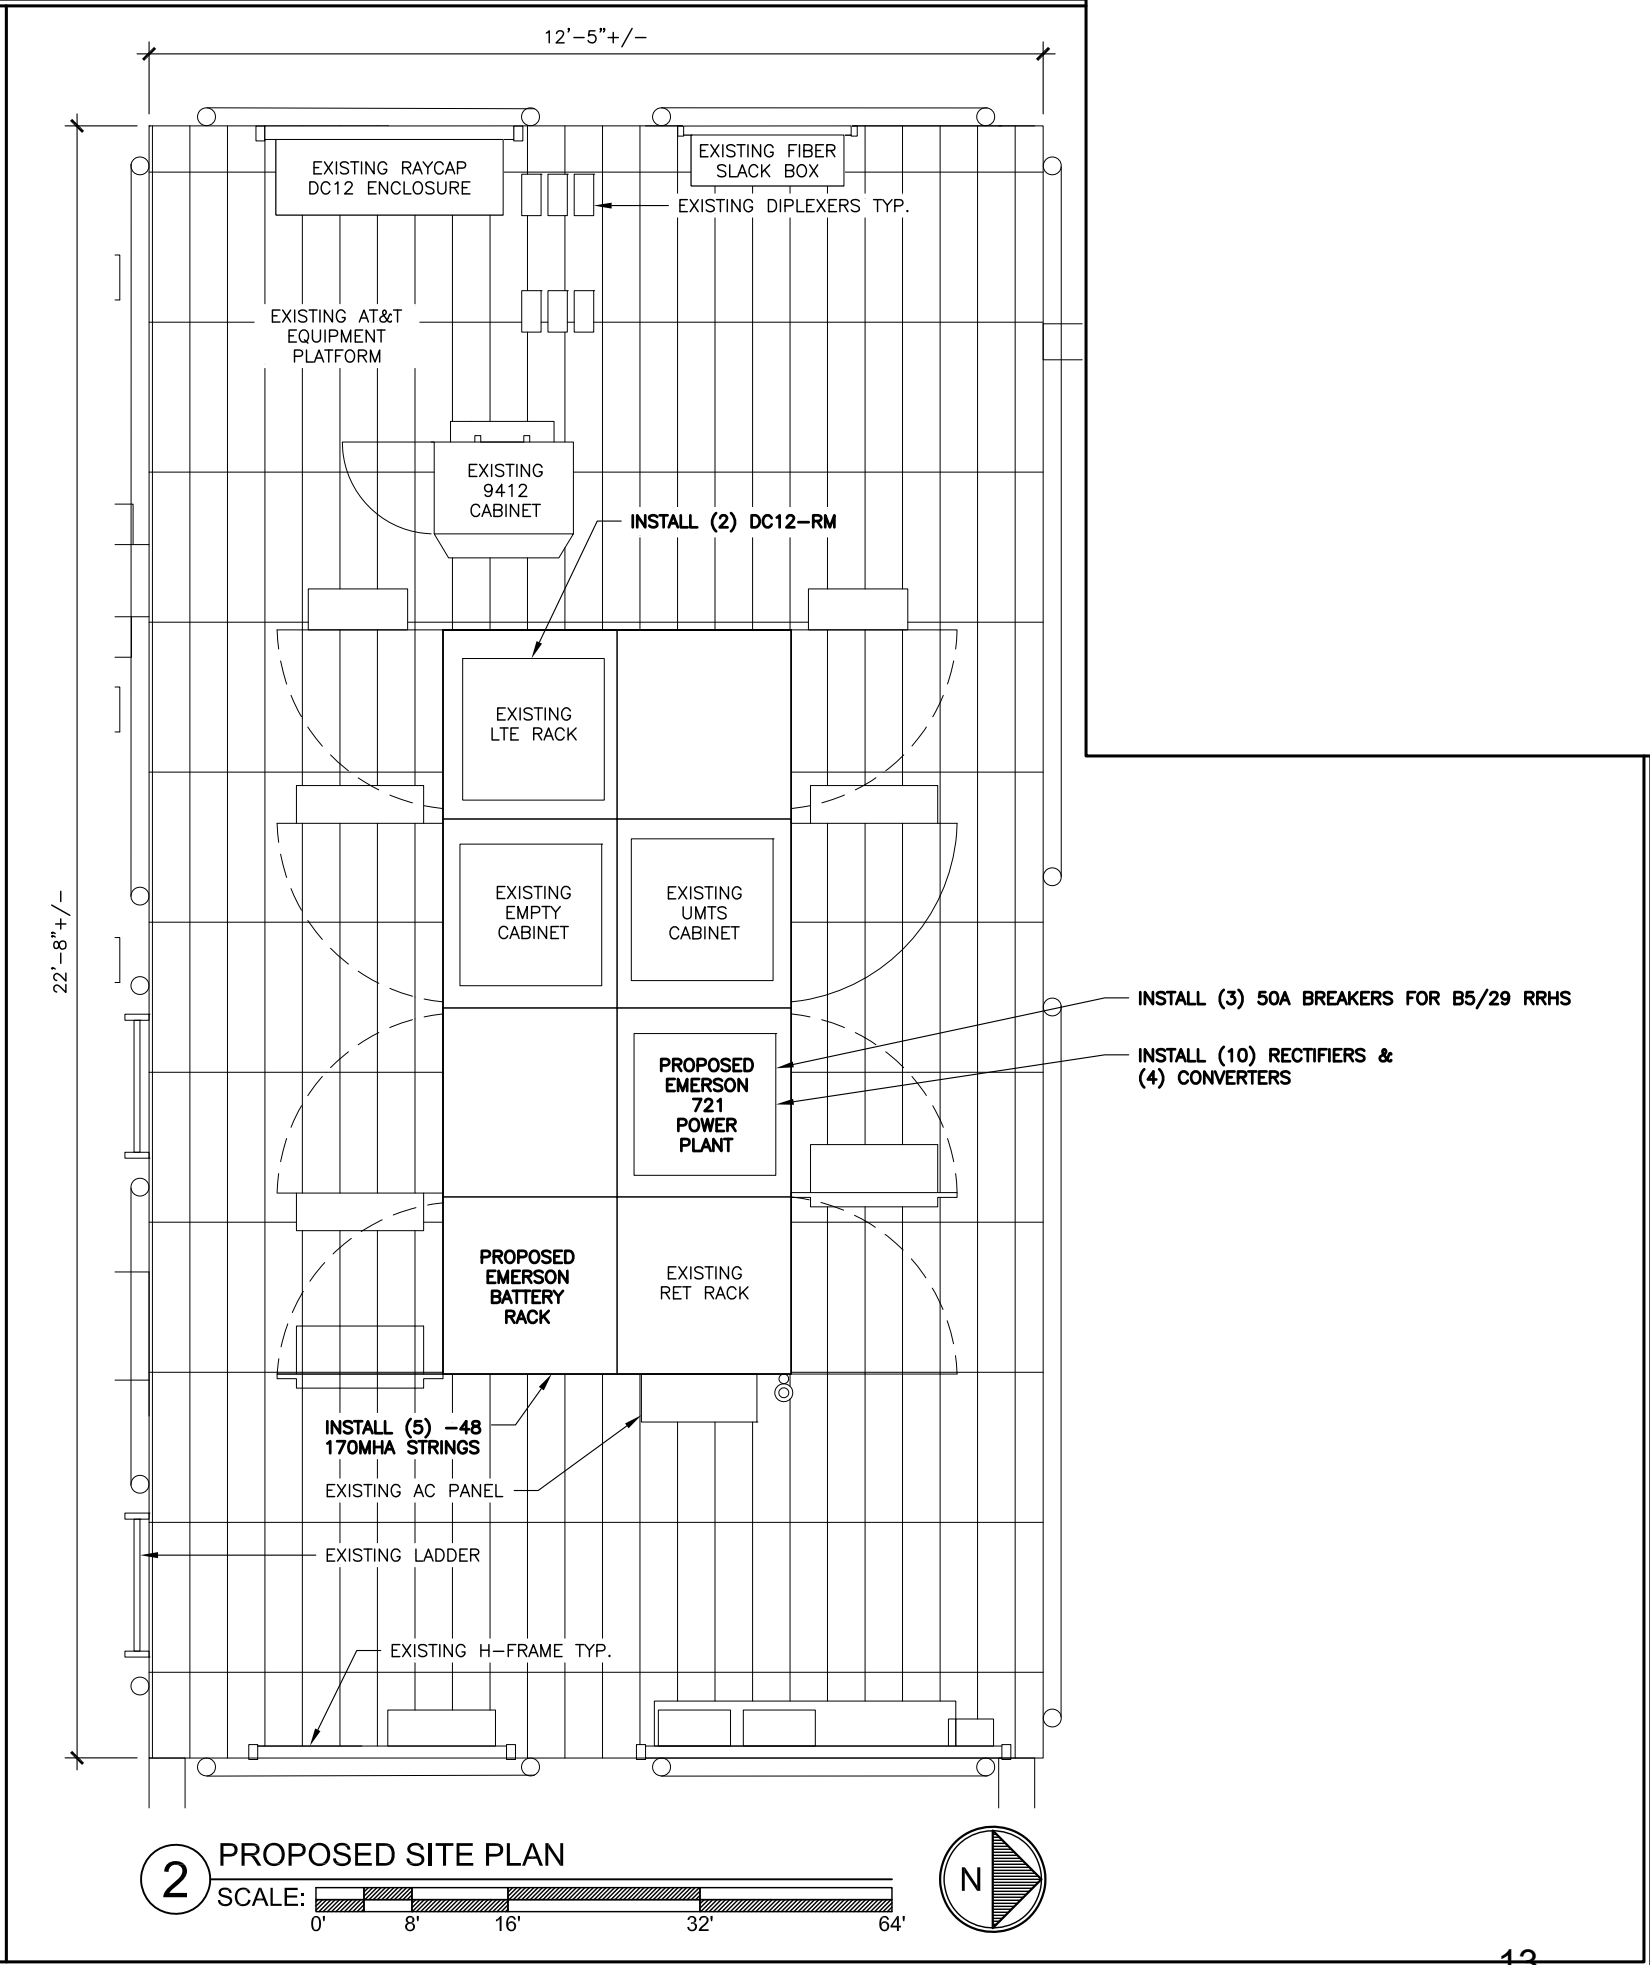 12'-5"+/-
EXISTING RAYCAP
DC12 ENCLOSURE
EXISTING FIBER
SLACK BOX
EXISTING DIPLEXERS TYP.
EXISTING AT&T
EQUIPMENT
PLATFORM
EXISTING
9412
CABINET
INSTALL (2) DC12-RM
EXISTING
LTE RACK
EXISTING
EMPTY
CABINET
EXISTING
UMTS
CABINET
22'-8"+/-
INSTALL (3) 50A BREAKERS FOR B5/29 RRHS
INSTALL (10) RECTIFIERS &
(4) CONVERTERS
PROPOSED
EMERSON
721
POWER
PLANT
PROPOSED
EMERSON
BATTERY
RACK
EXISTING
RET RACK
INSTALL (5) -48
170MHA STRINGS
EXISTING AC PANEL
EXISTING LADDER
EXISTING H-FRAME TYP.
2
PROPOSED SITE PLAN
SCALE:
0' 8' 16' 32' 64'
N